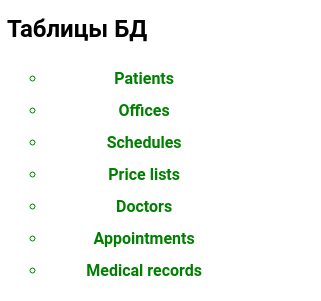 Таблицы БД
Patients
Offices
Schedules
Price lists
Doctors
Appointments
Medical records